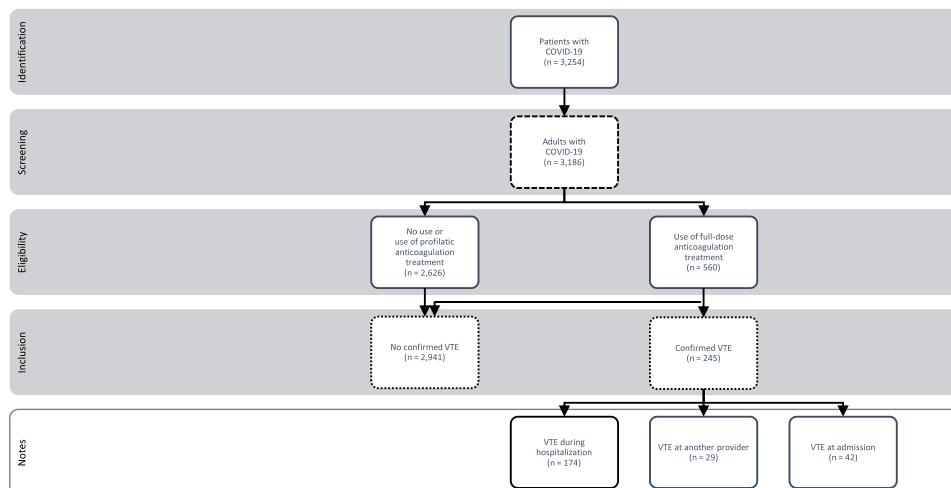 Identification
Patients with
COVID-19
(n = 3,254)
Screening
Adults with
COVID-19
(n = 3,186)
Eligibility
No use or
use of profilatic
anticoagulation
treatment
(n = 2,626)
Use of full-dose
anticoagulation
treatment
(n = 560)
Inclusion
No confirmed VTE
(n = 2,941)
Confirmed VTE
(n = 245)
Notes
VTE during
hospitalization
(n = 174)
VTE at another provider
(n = 29)
VTE at admission
(n = 42)